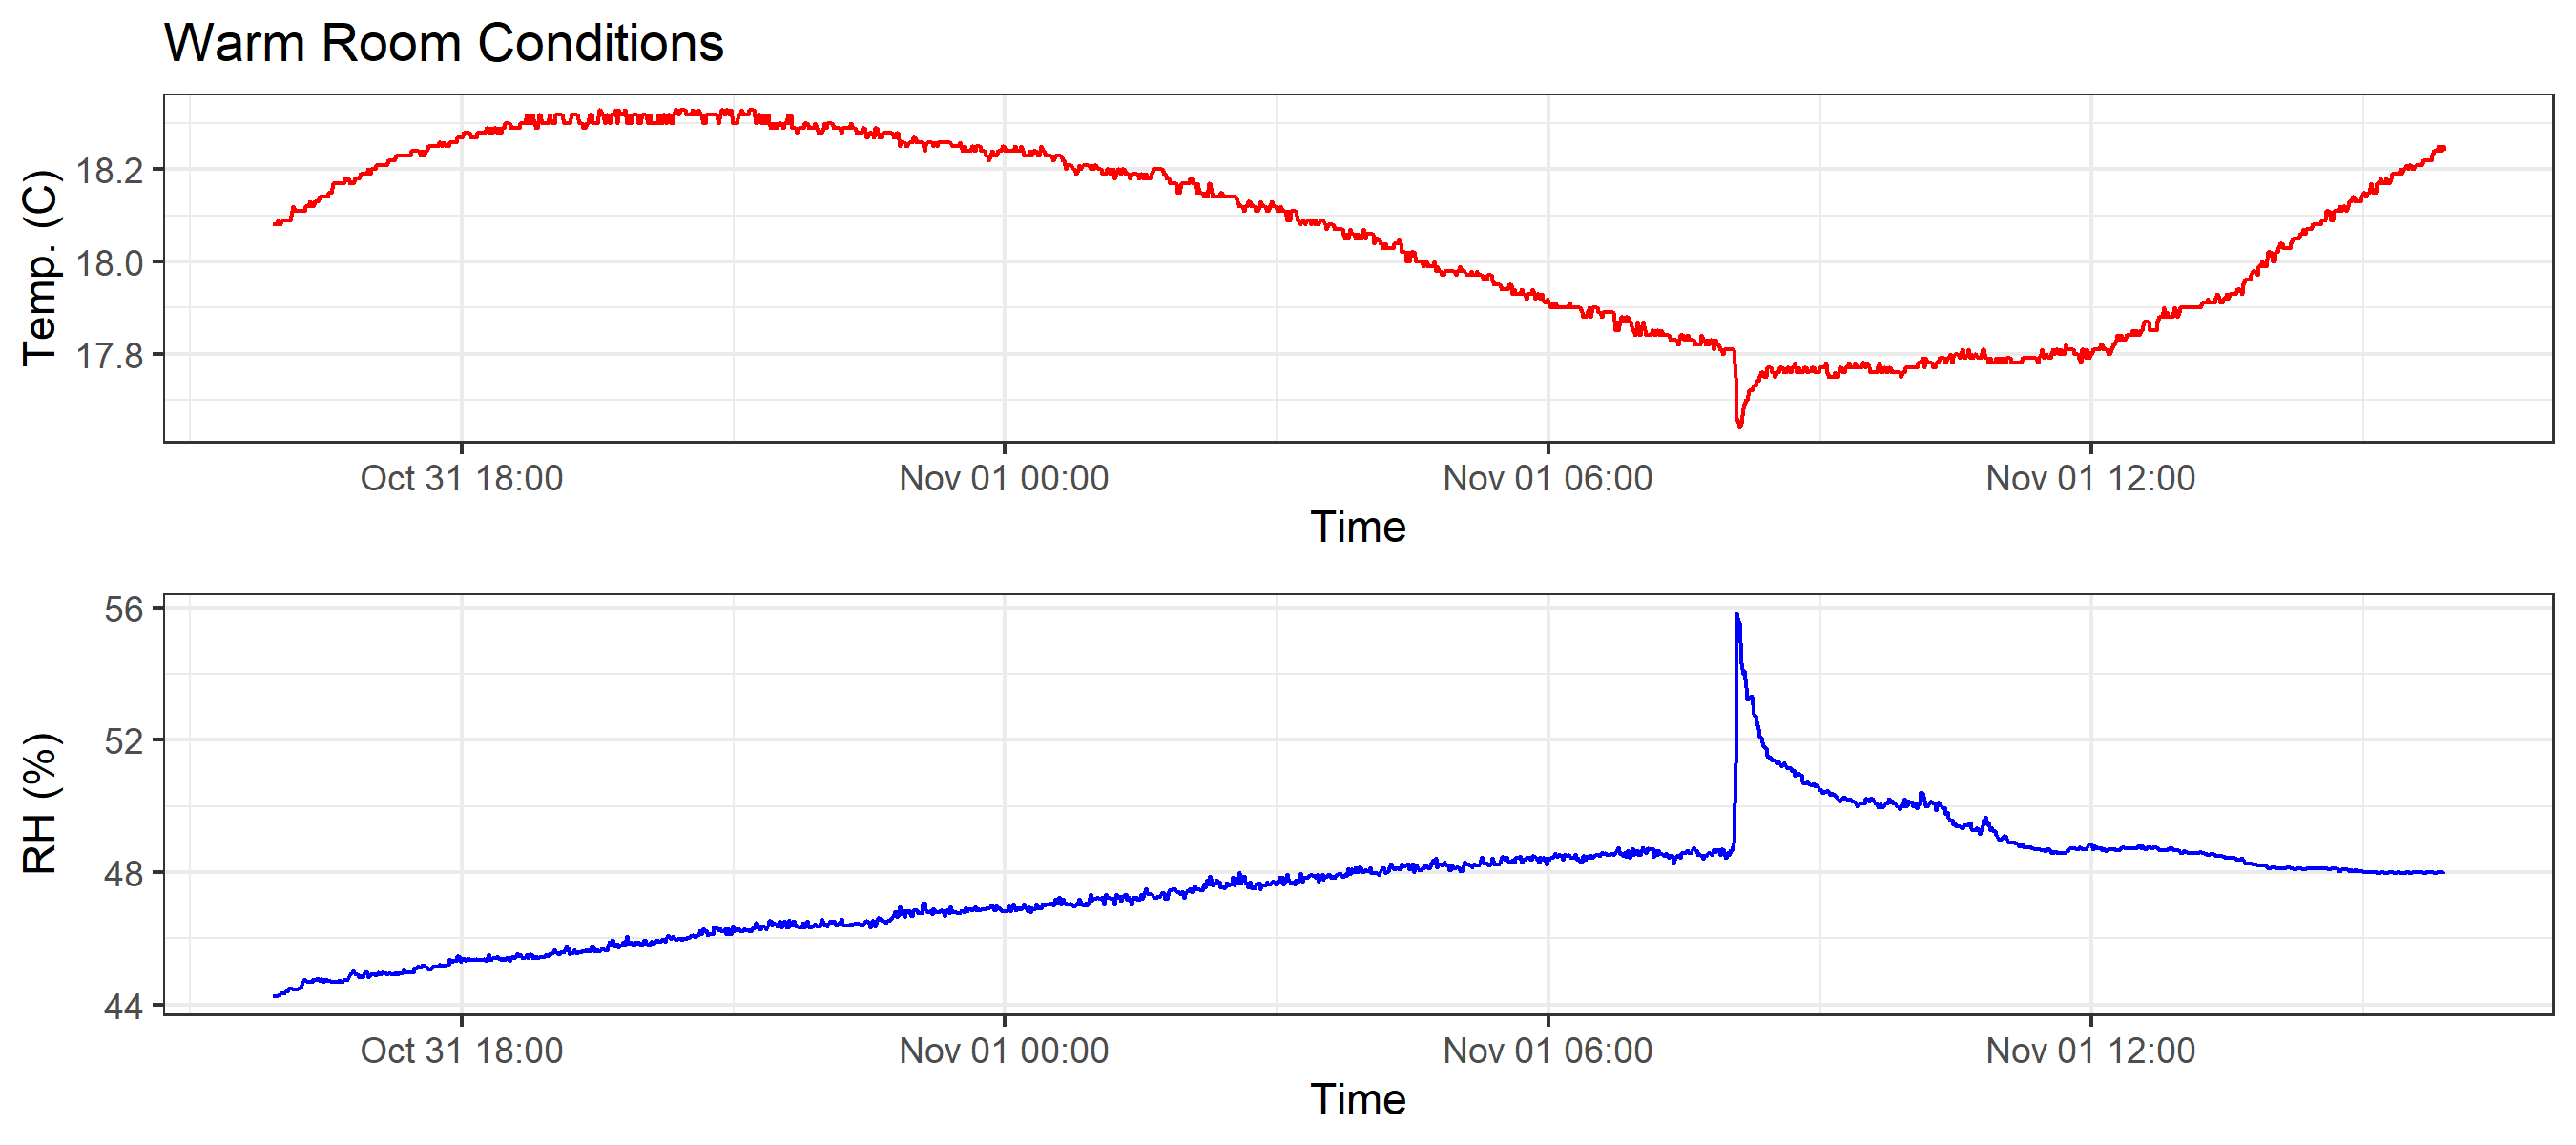 Warm Room Conditions
Temp. (C)
18.2
18.0
17.8
Oct 31 18:00 Nov 01 00:00 Nov 01 06:00 Nov 01 12:00
Time
RH (%)
56
52
48
44
Oct 31 18:00 Nov 01 00:00 Nov 01 06:00 Nov 01 12:00
Time